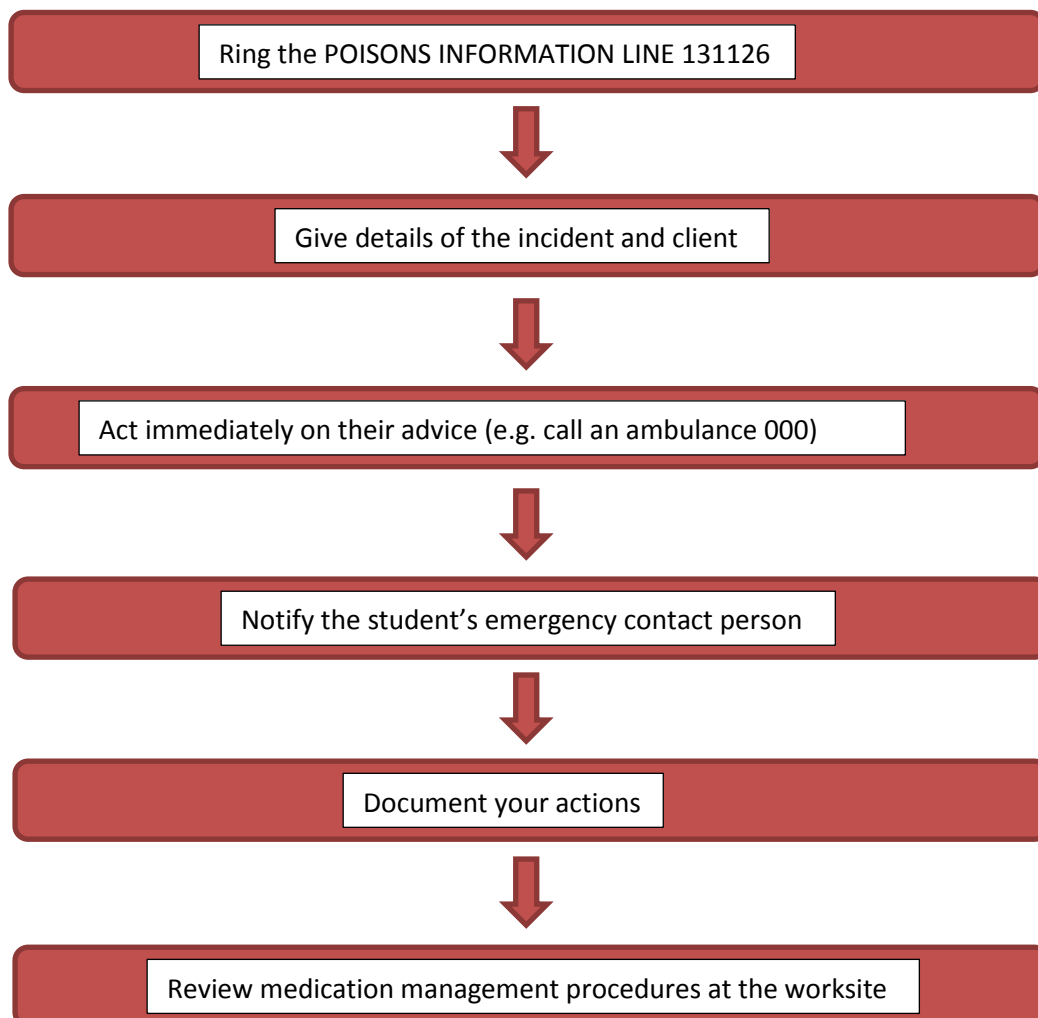 Ring the POISONS INFORMATION LINE 131126
Give details of the incident and client
Act immediately on their advice (e.g. call an ambulance 000)
Notify the student’s emergency contact person
Document your actions
Review medication management procedures at the worksite